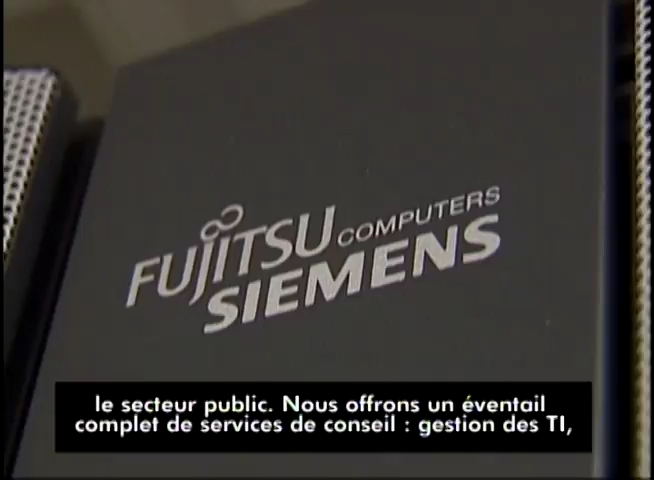 FUJITSU COMPUTERS
SIEMENS
le secteur public. Nous offrons un éventail
complet de services de conseil : gestion des TI,